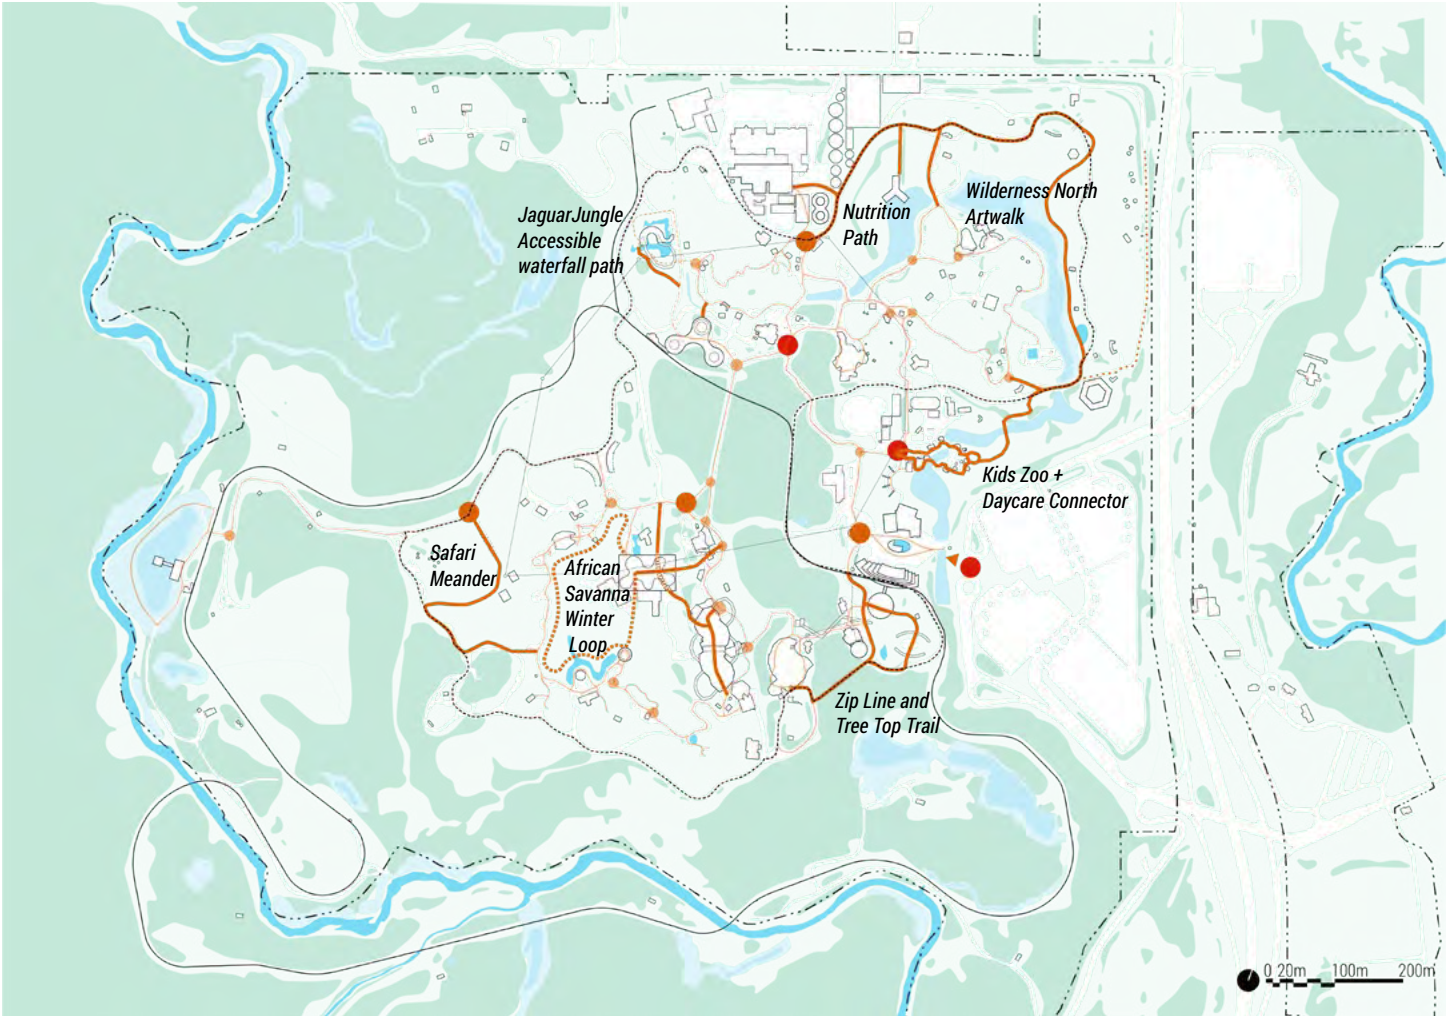 Wilderness North
Artwalk
Nutrition
Path
JaguarJungle
Accessible
waterfall path
Kids Zoo +
Daycare Connector
Safari
Meander
African
Savanna
Winter
Loop
Zip Line and
Tree Top Trail
0 20m 100m 200m